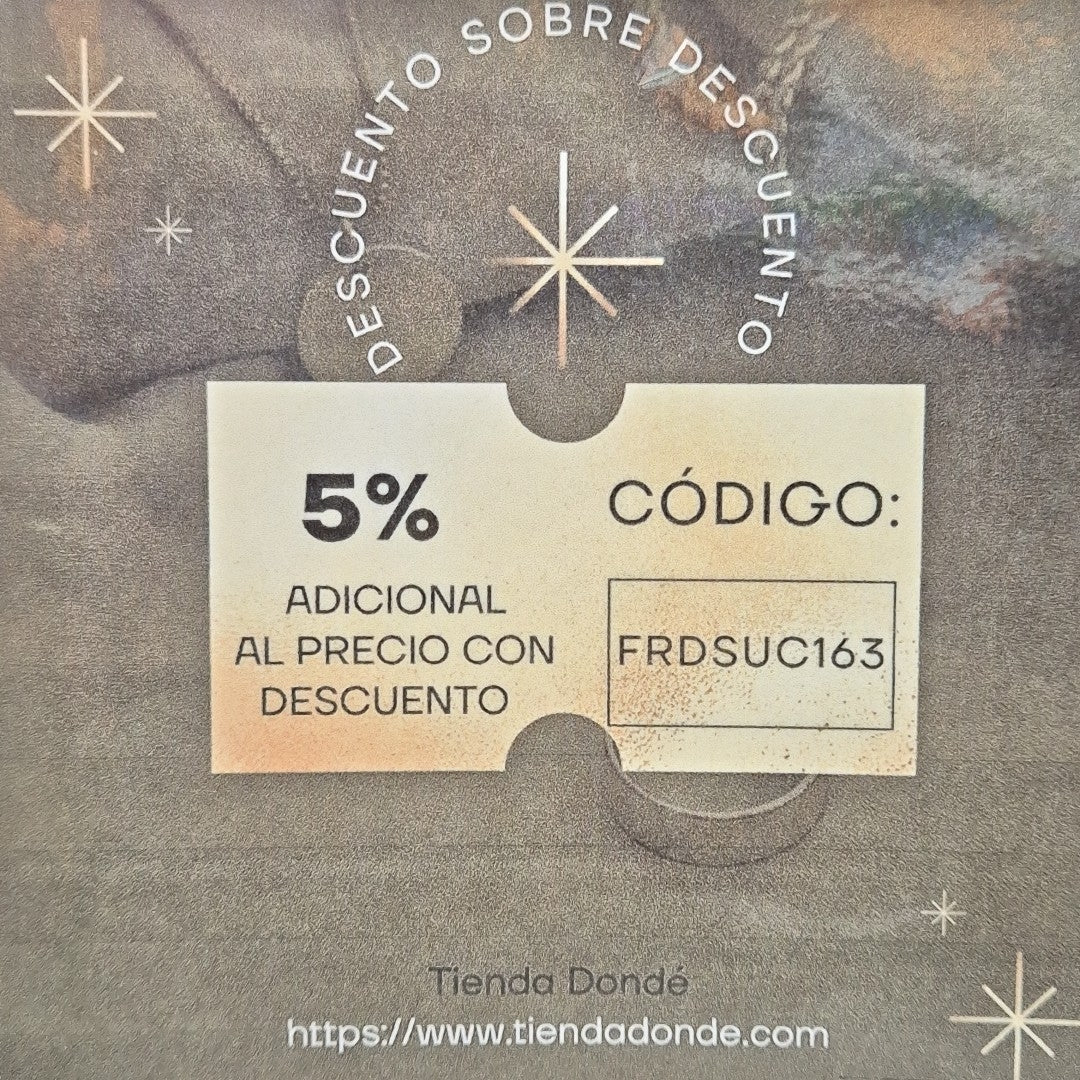 DESCUENTO SOBRE DESCUENTO
5%
ADICIONAL
AL PRECIO CON
DESCUENTO
CÓDIGO:
FRDSUC163
Tienda Dondé
https://www.tiendadonde.com